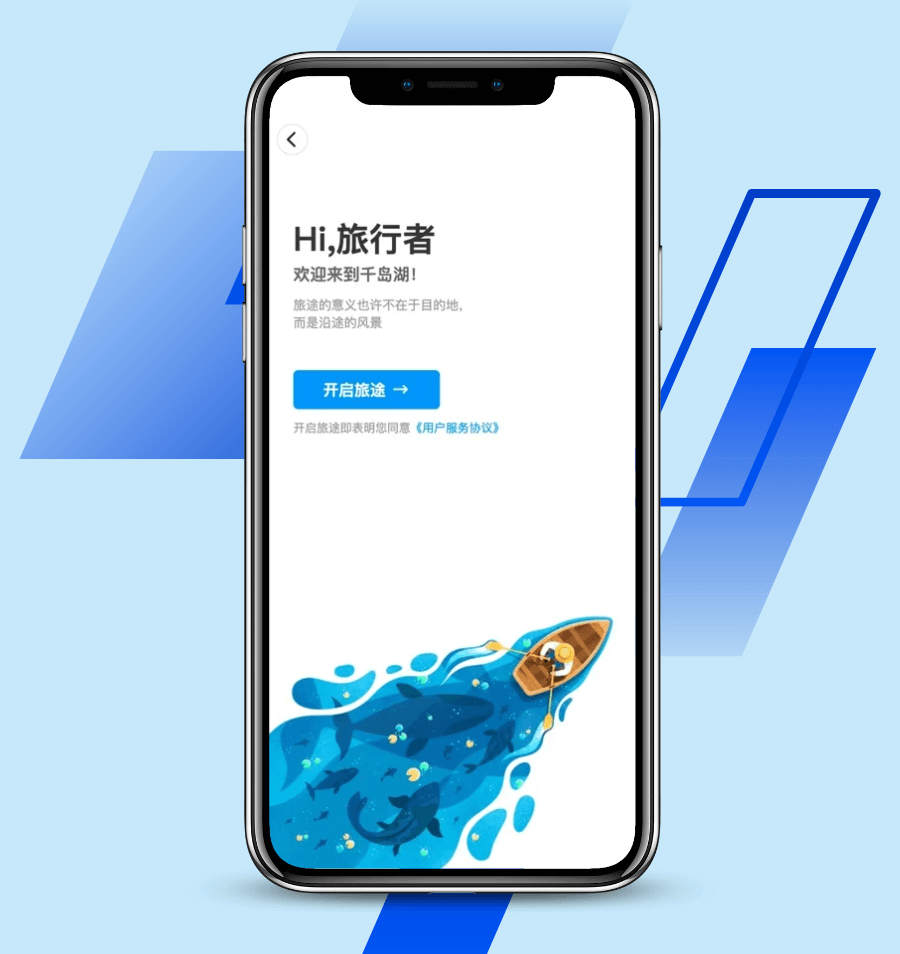 Hi,旅行者
欢迎来到千岛湖！
旅途的意义也许不在于目的地，
而是沿途的风景
开启旅途 →
开启旅途即表明您同意《用户服务协议》